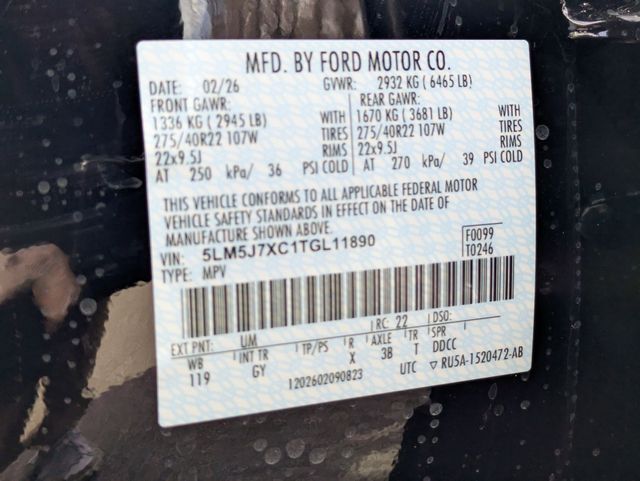 MFD. BY FORD MOTOR CO.
DATE: 02/26 GVWR: 2932 KG ( 6465 LB)
FRONT GAWR: REAR GAWR:
1336 KG ( 2945 LB) WITH 1670 KG ( 3681 LB) WITH
275/40R22 107W TIRES 275/40R22 107W TIRES
22x9.5J RIMS 22x9.5J RIMS
AT 250 kPa/ 36 PSI COLD AT 270 kPa/ 39 PSI COLD
THIS VEHICLE CONFORMS TO ALL APPLICABLE FEDERAL MOTOR
VEHICLE SAFETY STANDARDS IN EFFECT ON THE DATE OF
MANUFACTURE SHOWN ABOVE.
VIN: 5LM5J7XC1TGL11890 F0099
TYPE: MPV T0246
EXT PNT: UM RC: 22 DSO:
WB INT TR TP/PS R AXLE TR SPR
119 GY X 3B T DDCC
1202602090823 UTC ▽ RU5A-1520472-AB